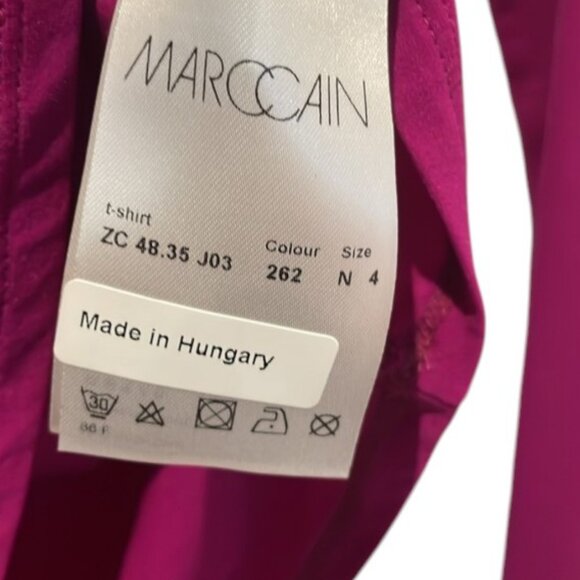 MARCCAIN
t-shirt
ZC 48.35 J03
Colour
262
Size
N 4
Made in Hungary
30
86 F